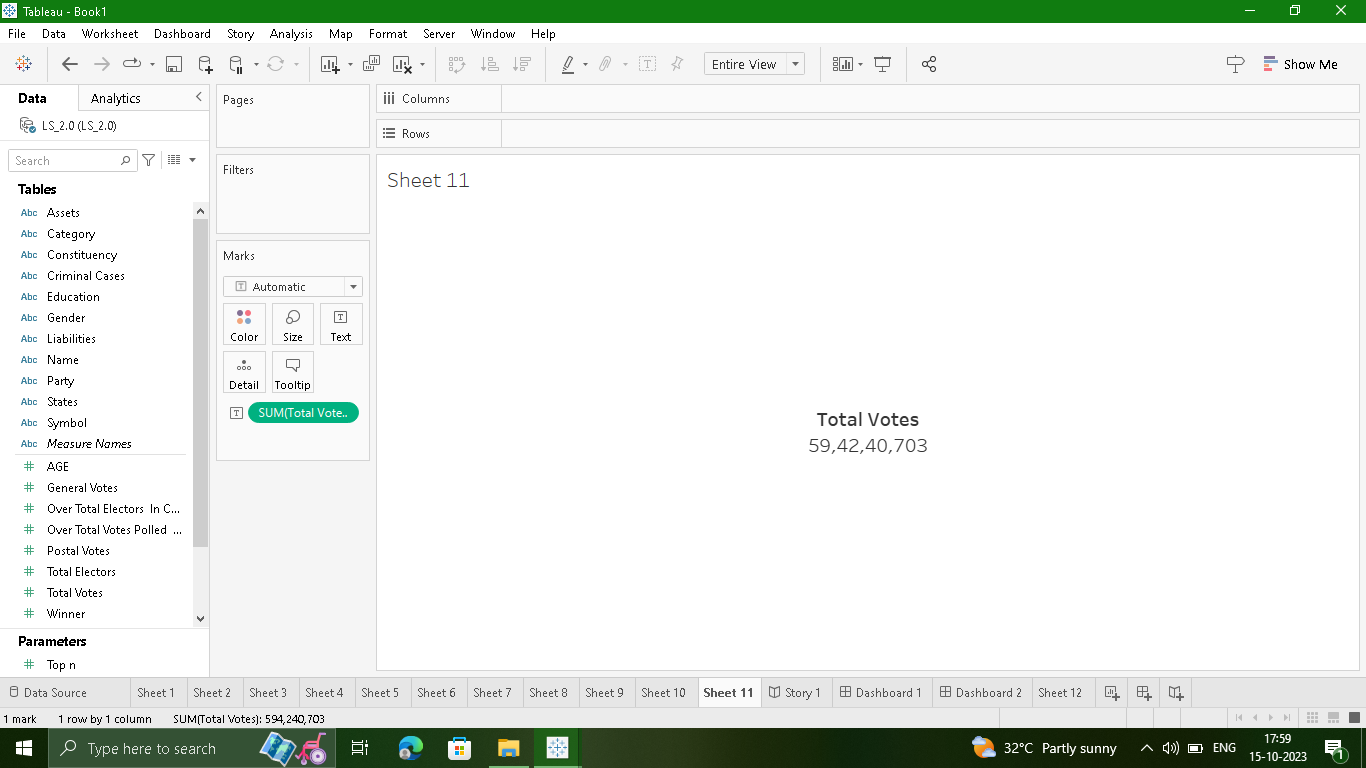 Tableau - Book1
File Data Worksheet Dashboard Story Analysis Map Format Server Window Help
Entire View
Show Me
Data Analytics
LS_2.0 (LS_2.0)
Search
Tables
Abc Assets
Abc Category
Abc Constituency
Abc Criminal Cases
Abc Education
Abc Gender
Abc Liabilities
Abc Name
Abc Party
Abc States
Abc Symbol
Abc Measure Names
# AGE
# General Votes
# Over Total Electors In C...
# Over Total Votes Polled ...
# Postal Votes
# Total Electors
# Total Votes
# Winner
Parameters
# Top n
Pages
Filters
Marks
T Automatic
Color Size T Text
Detail Tooltip
T SUM(Total Vote..
Columns
Rows
Sheet 11
Total Votes
59,42,40,703
Data Source Sheet 1 Sheet 2 Sheet 3 Sheet 4 Sheet 5 Sheet 6 Sheet 7 Sheet 8 Sheet 9 Sheet 10 Sheet 11 Story 1 Dashboard 1 Dashboard 2 Sheet 12
1 mark 1 row by 1 column SUM(Total Votes): 594,240,703
Type here to search
32°C Partly sunny
ENG
17:59
15-10-2023
1